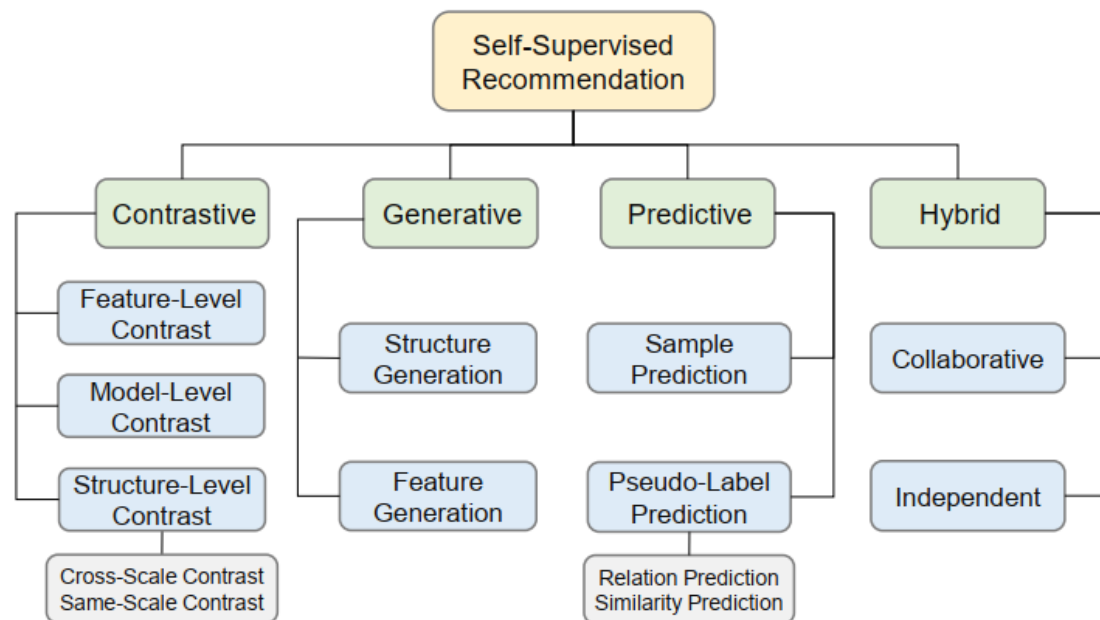 Self-Supervised
Recommendation
Contrastive
Generative
Predictive
Hybrid
Feature-Level
Contrast
Model-Level
Contrast
Structure-Level
Contrast
Cross-Scale Contrast
Same-Scale Contrast
Structure
Generation
Feature
Generation
Sample
Prediction
Pseudo-Label
Prediction
Relation Prediction
Similarity Prediction
Collaborative
Independent